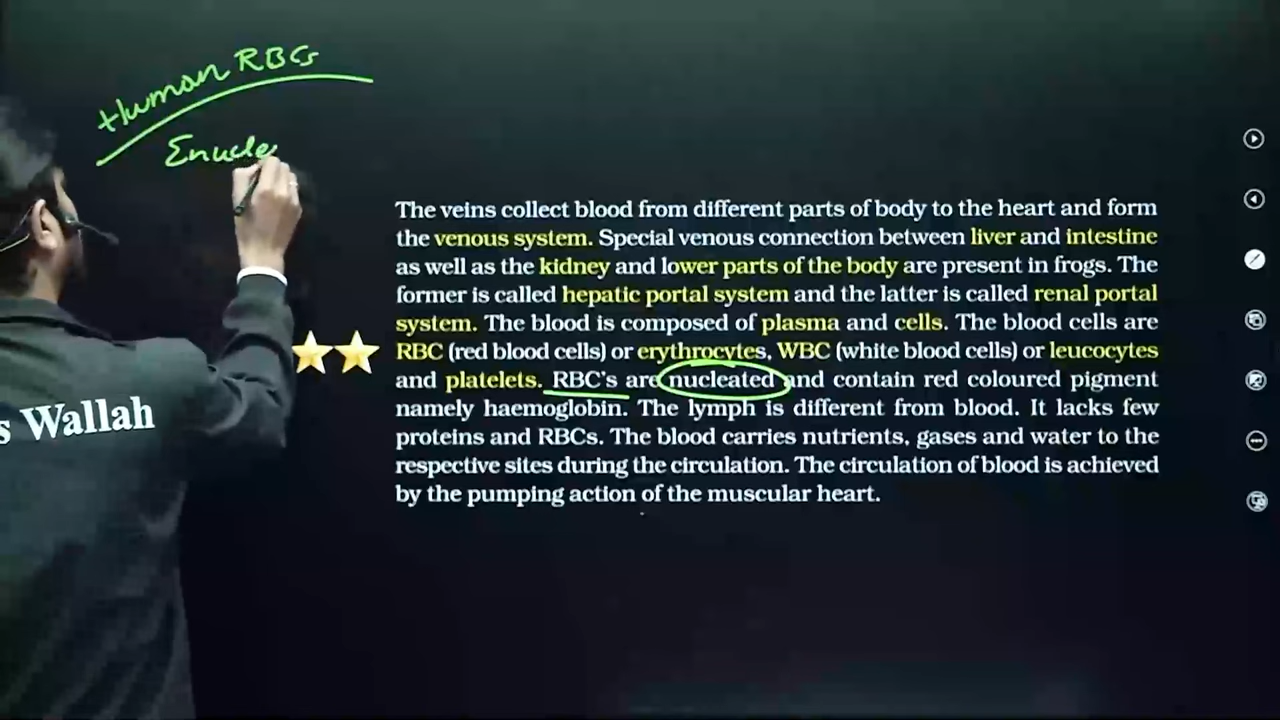 Human RBCs
Enucle
The veins collect blood from different parts of body to the heart and form
the venous system. Special venous connection between liver and intestine
as well as the kidney and lower parts of the body are present in frogs. The
former is called hepatic portal system and the latter is called renal portal
system. The blood is composed of plasma and cells. The blood cells are
RBC (red blood cells) or erythrocytes, WBC (white blood cells) or leucocytes
and platelets. RBC's are nucleated and contain red coloured pigment
namely haemoglobin. The lymph is different from blood. It lacks few
proteins and RBCs. The blood carries nutrients, gases and water to the
respective sites during the circulation. The circulation of blood is achieved
by the pumping action of the muscular heart.
s Wallah